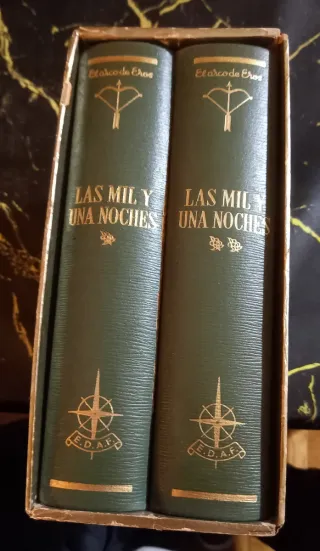 El arco de Eros
LAS MIL Y
UNA NOCHES
E.D.A.F.
El arco de Eros
LAS MIL Y
UNA NOCHES
E.D.A.F.